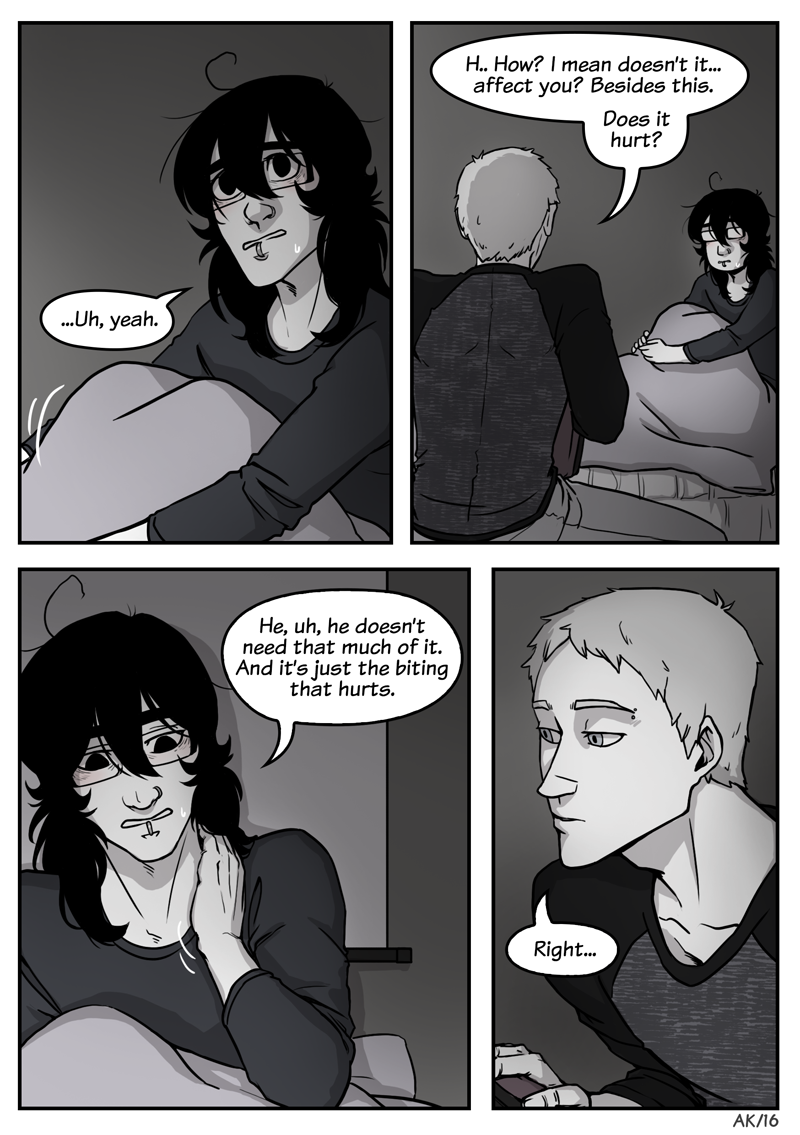 ...Uh, yeah.
H.. How? I mean doesn't it...
affect you? Besides this.
Does it
hurt?
He, uh, he doesn't
need that much of it.
And it's just the biting
that hurts.
Right...
AK/16